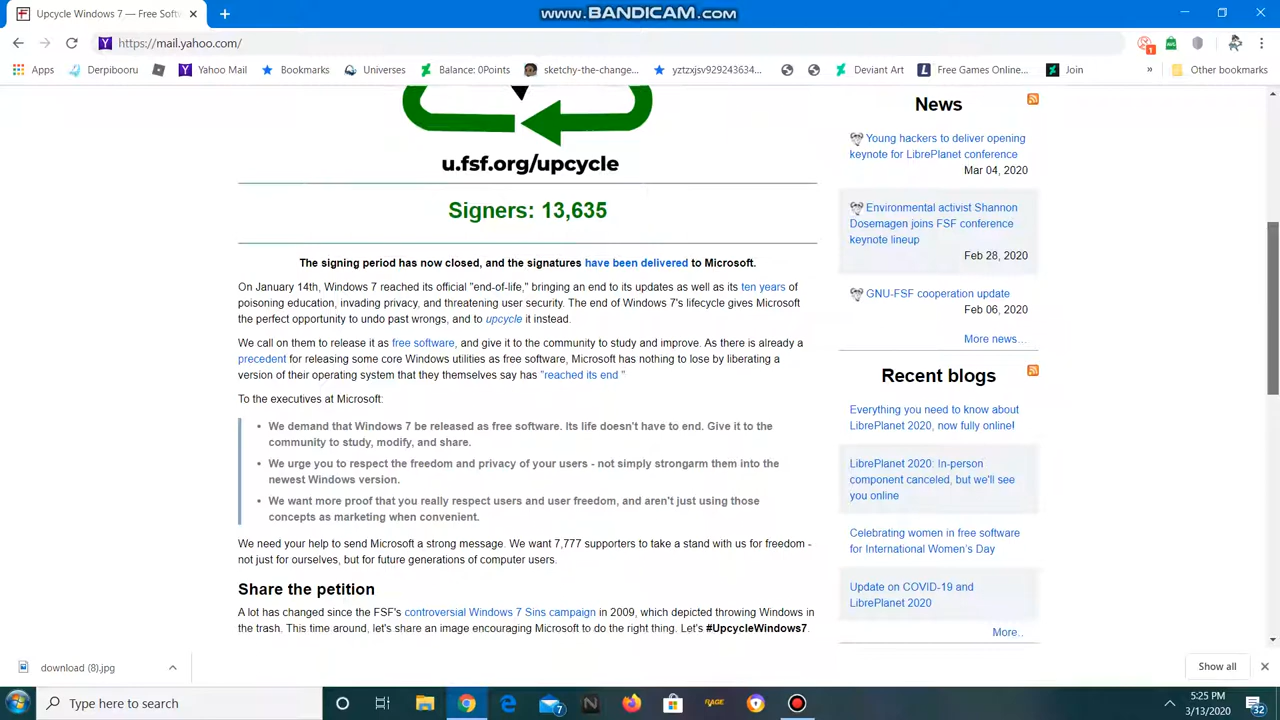 Upcycle Windows 7 — Free Soft
www.BANDICAM.com
https://mail.yahoo.com/
1
Apps
Derpibooru
Yahoo Mail
Bookmarks
Universes
Balance: 0Points
sketchy-the-change...
yztzxjsv929243634...
Deviant Art
Free Games Online...
Join
»
Other bookmarks
u.fsf.org/upcycle
Signers: 13,635
The signing period has now closed, and the signatures have been delivered to Microsoft.
On January 14th, Windows 7 reached its official "end-of-life," bringing an end to its updates as well as its ten years of
poisoning education, invading privacy, and threatening user security. The end of Windows 7's lifecycle gives Microsoft
the perfect opportunity to undo past wrongs, and to upcycle it instead.
We call on them to release it as free software, and give it to the community to study and improve. As there is already a
precedent for releasing some core Windows utilities as free software, Microsoft has nothing to lose by liberating a
version of their operating system that they themselves say has "reached its end "
To the executives at Microsoft:
• We demand that Windows 7 be released as free software. Its life doesn't have to end. Give it to the
community to study, modify, and share.
• We urge you to respect the freedom and privacy of your users - not simply strongarm them into the
newest Windows version.
• We want more proof that you really respect users and user freedom, and aren't just using those
concepts as marketing when convenient.
We need your help to send Microsoft a strong message. We want 7,777 supporters to take a stand with us for freedom -
not just for ourselves, but for future generations of computer users.
Share the petition
A lot has changed since the FSF's controversial Windows 7 Sins campaign in 2009, which depicted throwing Windows in
the trash. This time around, let's share an image encouraging Microsoft to do the right thing. Let's #UpcycleWindows7.
News
Young hackers to deliver opening
keynote for LibrePlanet conference
Mar 04, 2020
Environmental activist Shannon
Dosemagen joins FSF conference
keynote lineup
Feb 28, 2020
GNU-FSF cooperation update
Feb 06, 2020
More news...
Recent blogs
Everything you need to know about
LibrePlanet 2020, now fully online!
LibrePlanet 2020: In-person
component canceled, but we'll see
you online
Celebrating women in free software
for International Women's Day
Update on COVID-19 and
LibrePlanet 2020
More..
download (8).jpg
Show all
Type here to search
7
N
RAGE
5:25 PM
3/13/2020
32